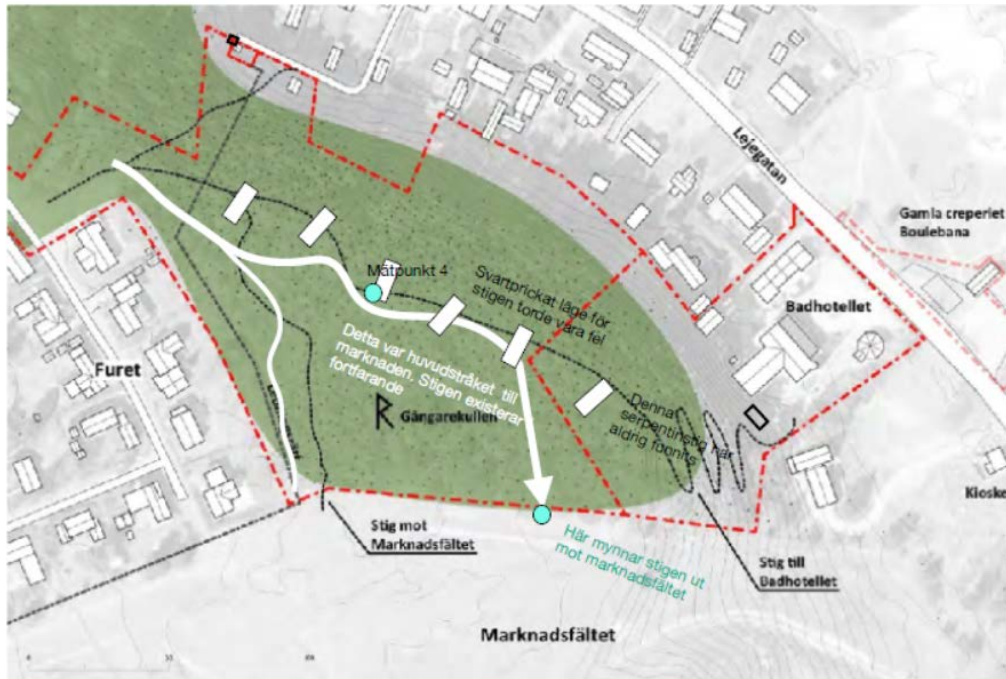 Lejegatan
Gamla creperiet
Boulebana
Badhotellet
Mätpunkt 4
Svartprickat läge för
stigen torde vara fel
Detta var huvudstråket till
marknaden. Stigen existerar
fortfarande
Furet
Gångarekullen
Denna
serpentinstig har
aldrig funnits
Stig mot
Marknadsfältet
Här mynnar stigen ut
mot marknadsfältet
Stig till
Badhotellet
Kioske
Marknadsfältet